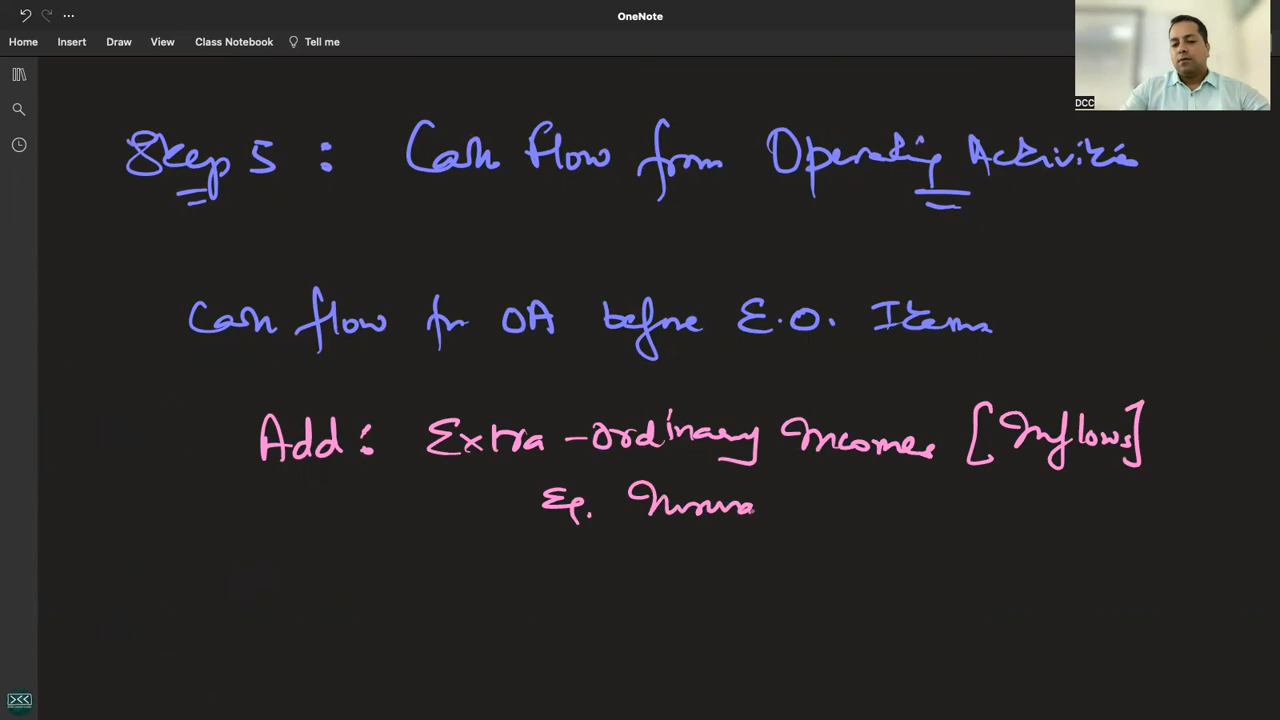 OneNote
Home Insert Draw View Class Notebook Tell me
DCC
Step 5 : Cash flow from Operating Activities
Cash flow fr OA before E.O. Items
Add : Extra-ordinary Incomes [Inflows]
Eg. Insura